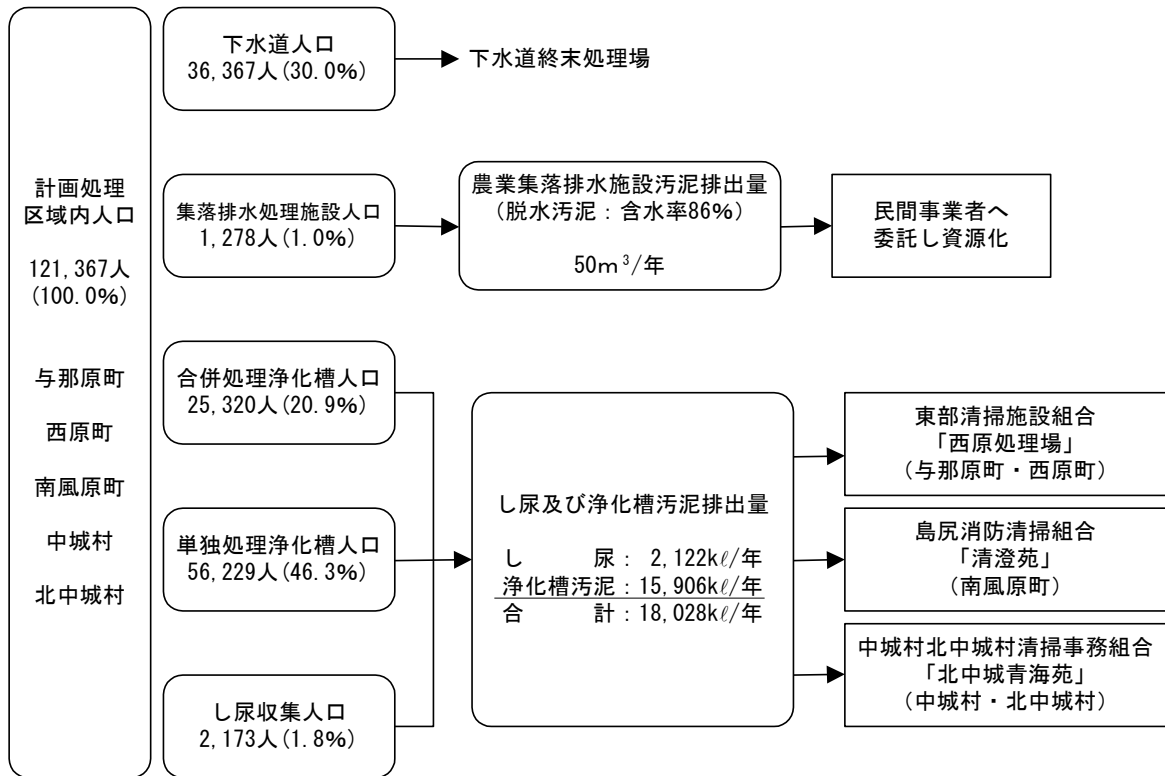 計画処理
区域内人口
121,367人
(100.0%)
与那原町
西原町
南風原町
中城村
北中城村
下水道人口
36,367人(30.0%)
下水道終末処理場
集落排水処理施設人口
1,278人(1.0%)
農業集落排水施設汚泥排出量
(脱水汚泥：含水率86%)
50m³/年
民間事業者へ
委託し資源化
合併処理浄化槽人口
25,320人(20.9%)
単独処理浄化槽人口
56,229人(46.3%)
し尿収集人口
2,173人(1.8%)
し尿及び浄化槽汚泥排出量
し　　　尿：2,122kℓ/年
浄化槽汚泥：15,906kℓ/年
合　　　計：18,028kℓ/年
東部清掃施設組合
「西原処理場」
(与那原町・西原町)
島尻消防清掃組合
「清澄苑」
(南風原町)
中城村北中城村清掃事務組合
「北中城青海苑」
(中城村・北中城村)